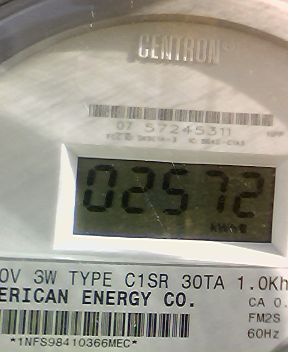 CENTRON®
07 57245311
02572
KWH
0V 3W TYPE C1SR 30TA 1.0Kh
ERICAN ENERGY CO.
CA 0.
FM2S
60Hz
*1NFS98410366MEC*